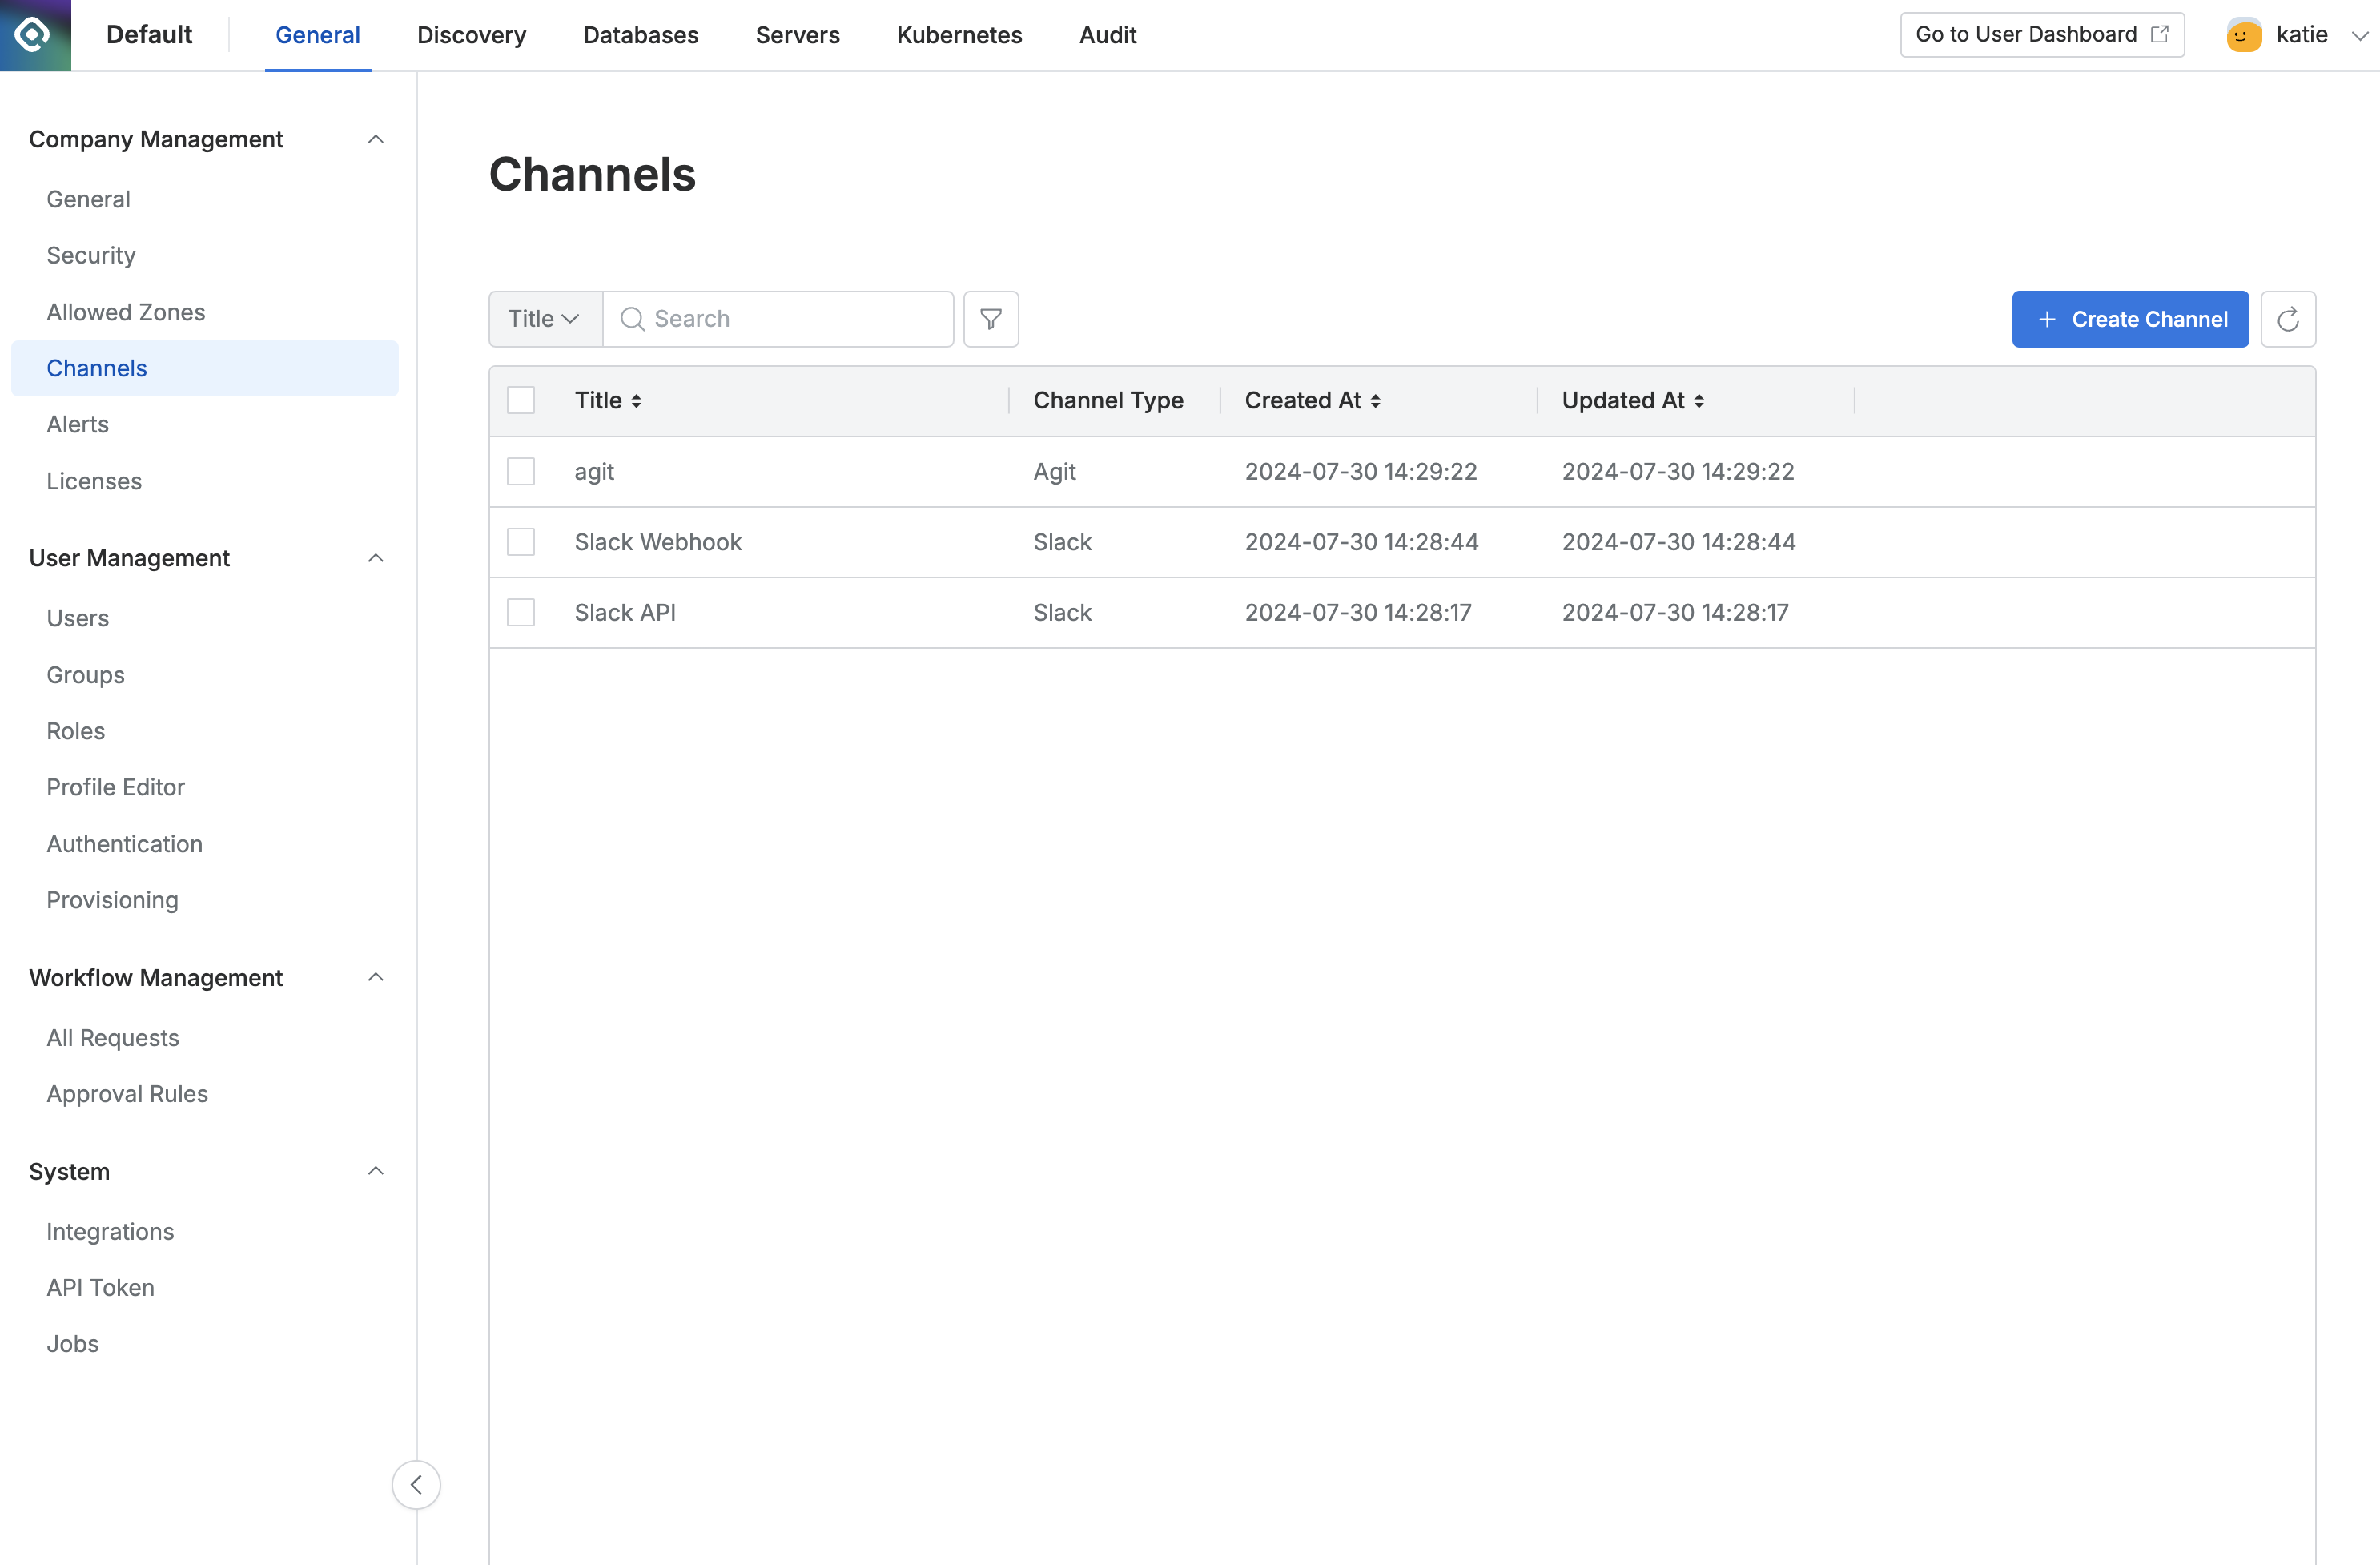 Default
General
Discovery
Databases
Servers
Kubernetes
Audit
Go to User Dashboard
katie
Company Management
General
Security
Allowed Zones
Channels
Alerts
Licenses
User Management
Users
Groups
Roles
Profile Editor
Authentication
Provisioning
Workflow Management
All Requests
Approval Rules
System
Integrations
API Token
Jobs
Channels
Title
Search
Create Channel
Title Channel Type Created At Updated At
agit Agit 2024-07-30 14:29:22 2024-07-30 14:29:22
Slack Webhook Slack 2024-07-30 14:28:44 2024-07-30 14:28:44
Slack API Slack 2024-07-30 14:28:17 2024-07-30 14:28:17